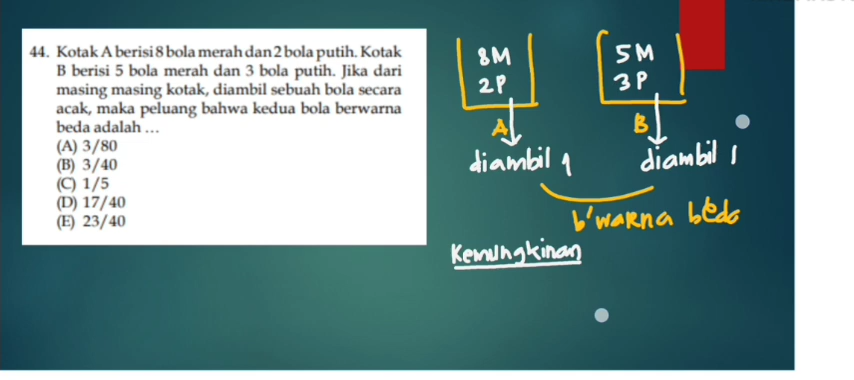 44. Kotak A berisi 8 bola merah dan 2 bola putih. Kotak
B berisi 5 bola merah dan 3 bola putih. Jika dari
masing masing kotak, diambil sebuah bola secara
acak, maka peluang bahwa kedua bola berwarna
beda adalah ...
(A) 3/80
(B) 3/40
(C) 1/5
(D) 17/40
(E) 23/40
8M
2P
A
diambil 1
5M
3P
B
diambil 1
b'warna beda
Kemungkinan